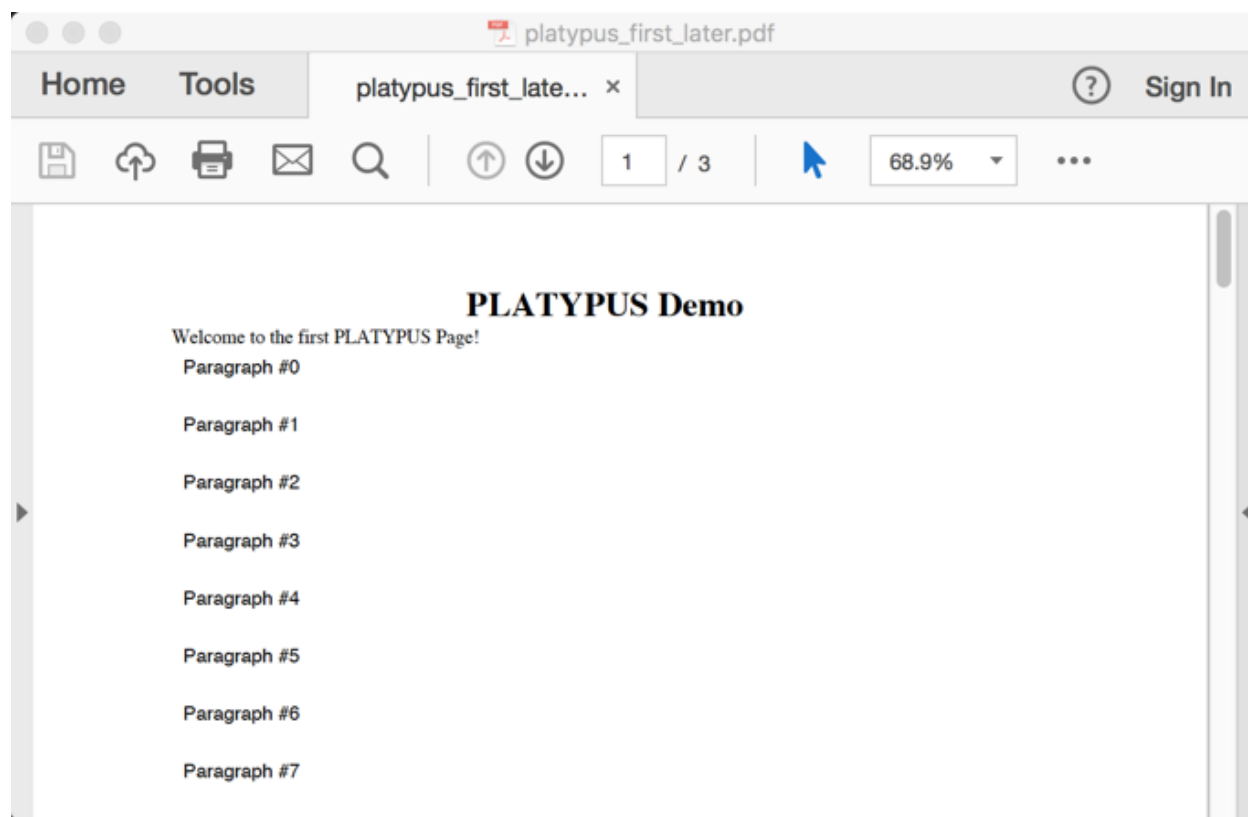 platypus_first_later.pdf
Home Tools platypus_first_late... × ? Sign In
1 / 3 68.9%
PLATYPUS Demo
Welcome to the first PLATYPUS Page!
Paragraph #0
Paragraph #1
Paragraph #2
Paragraph #3
Paragraph #4
Paragraph #5
Paragraph #6
Paragraph #7